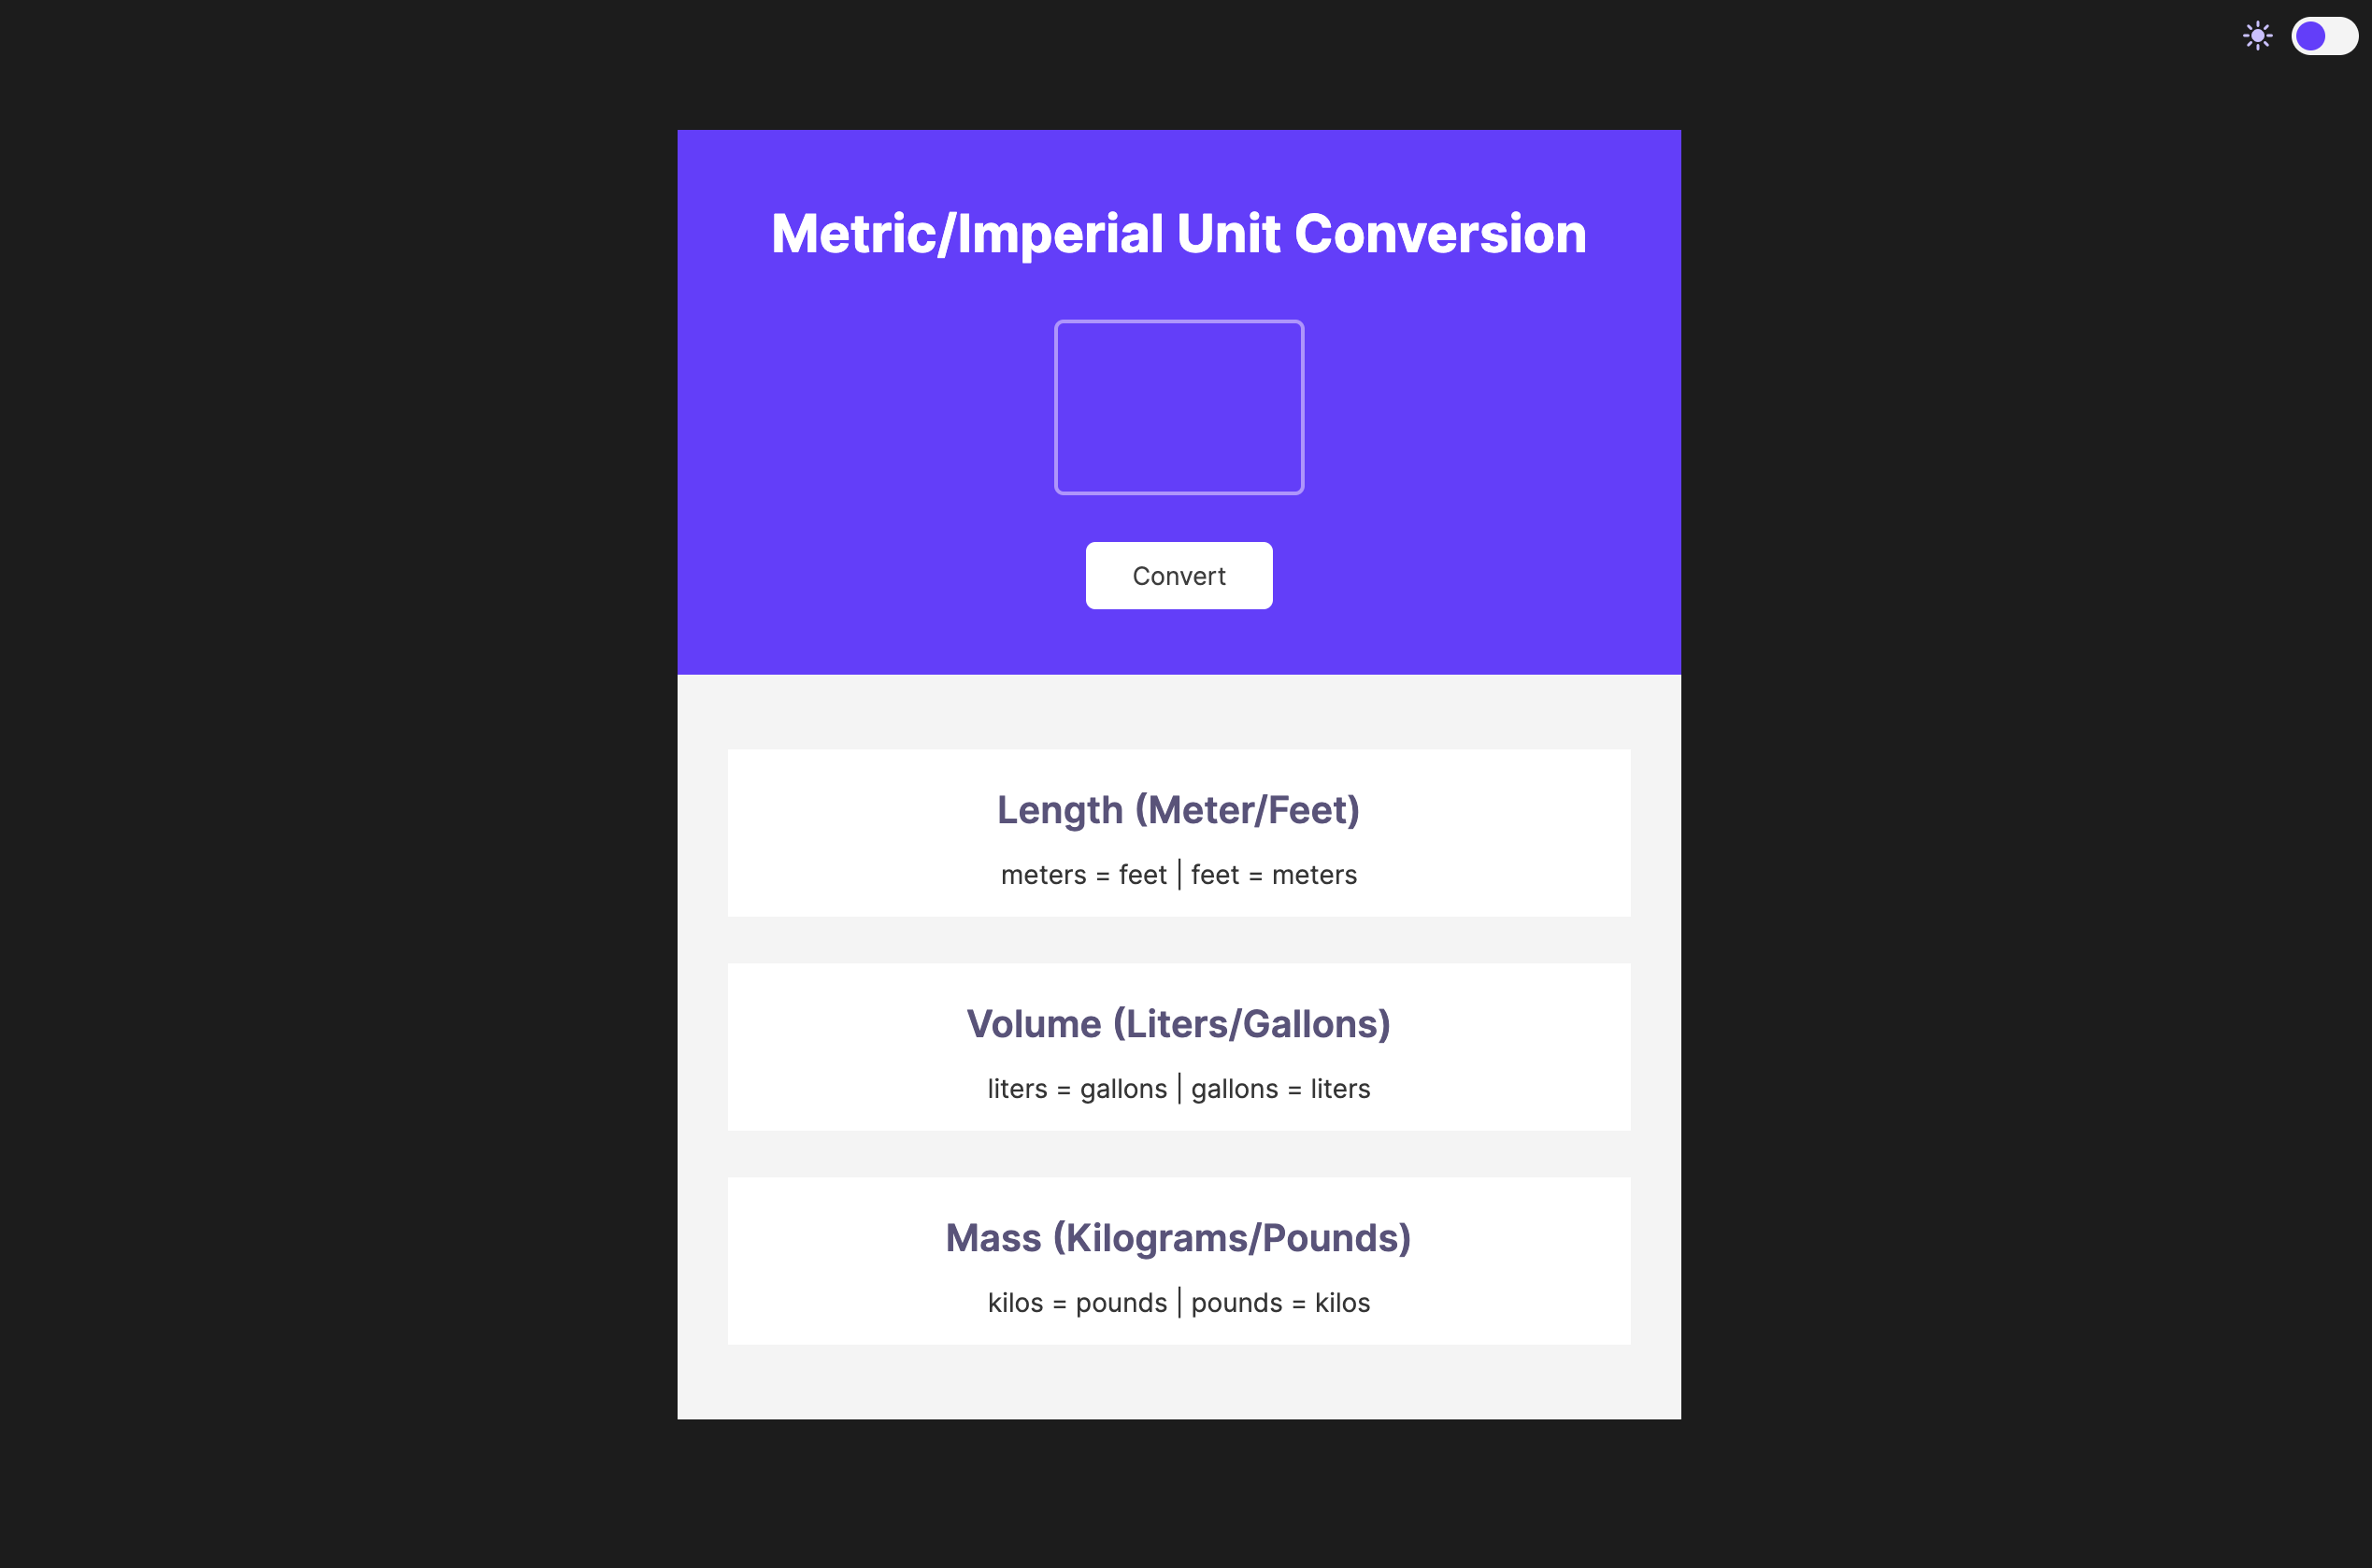 Metric/Imperial Unit Conversion
Convert
Length (Meter/Feet)
meters = feet | feet = meters
Volume (Liters/Gallons)
liters = gallons | gallons = liters
Mass (Kilograms/Pounds)
kilos = pounds | pounds = kilos